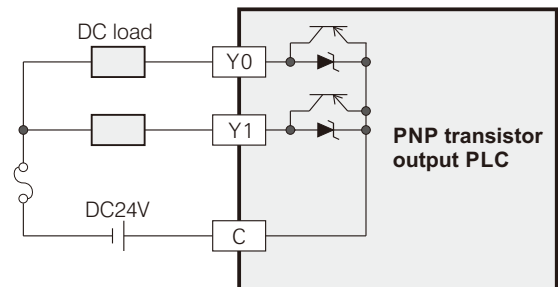 DC load
Y0
Y1
PNP transistor
output PLC
DC24V
C